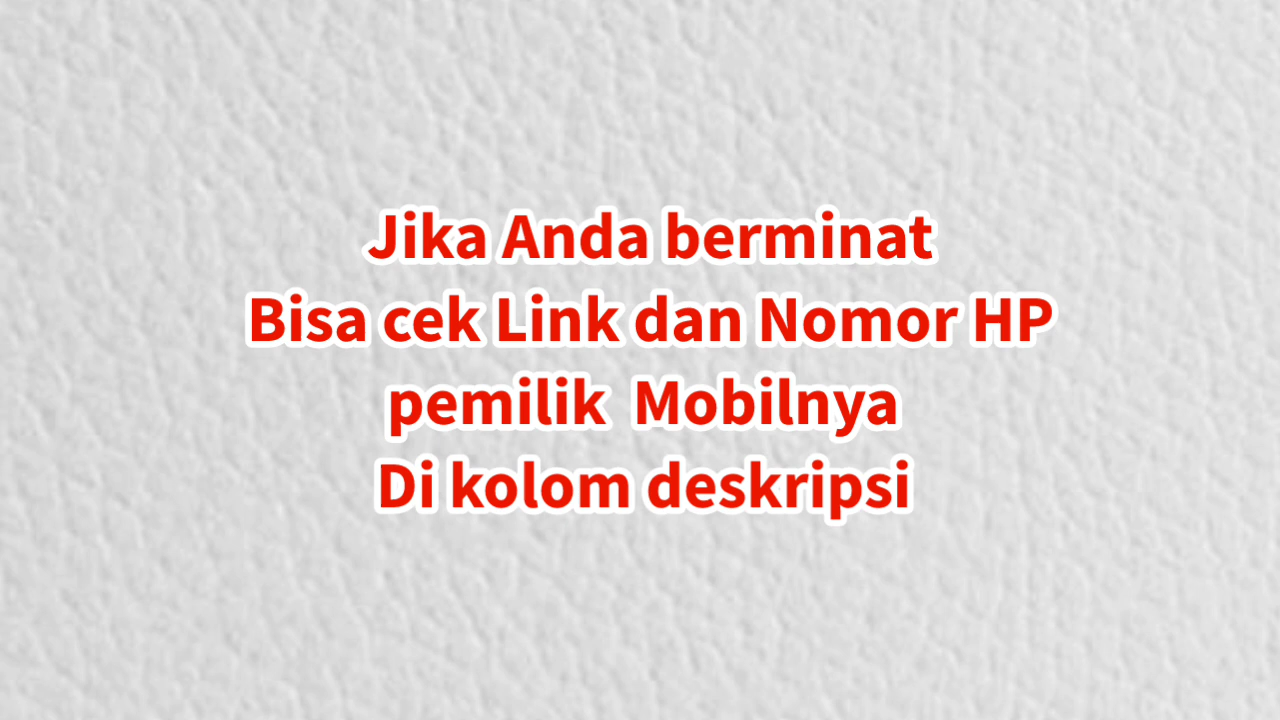 Jika Anda berminat
Bisa cek Link dan Nomor HP
pemilik  Mobilnya
Di kolom deskripsi